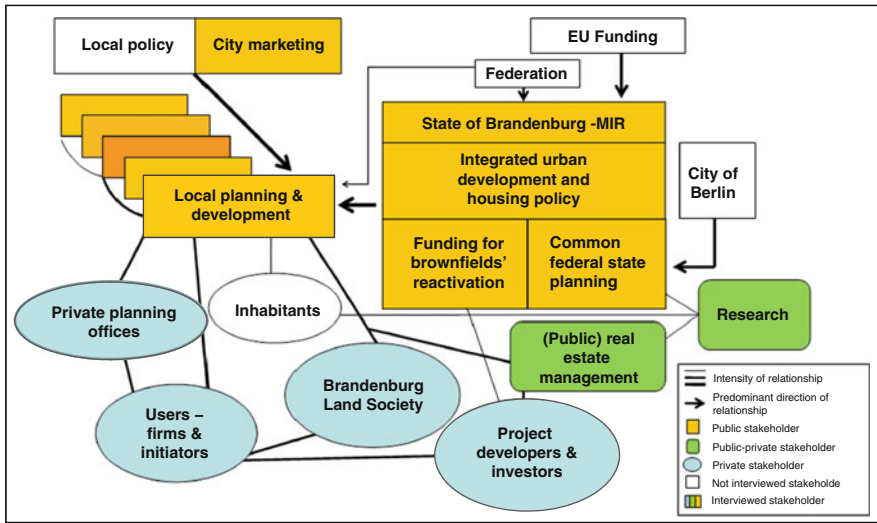 Local policy
City marketing
EU Funding
Federation
State of Brandenburg -MIR
Integrated urban
development and
housing policy
City of
Berlin
Local planning &
development
Funding for
brownfields’
reactivation
Common
federal state
planning
Private planning
offices
Inhabitants
Research
(Public) real
estate
management
Brandenburg
Land Society
Users –
firms &
initiators
Project
developers &
investors
Intensity of relationship
Predominant direction of
relationship
Public stakeholder
Public-private stakeholder
Private stakeholder
Not interviewed stakeholde
Interviewed stakeholder